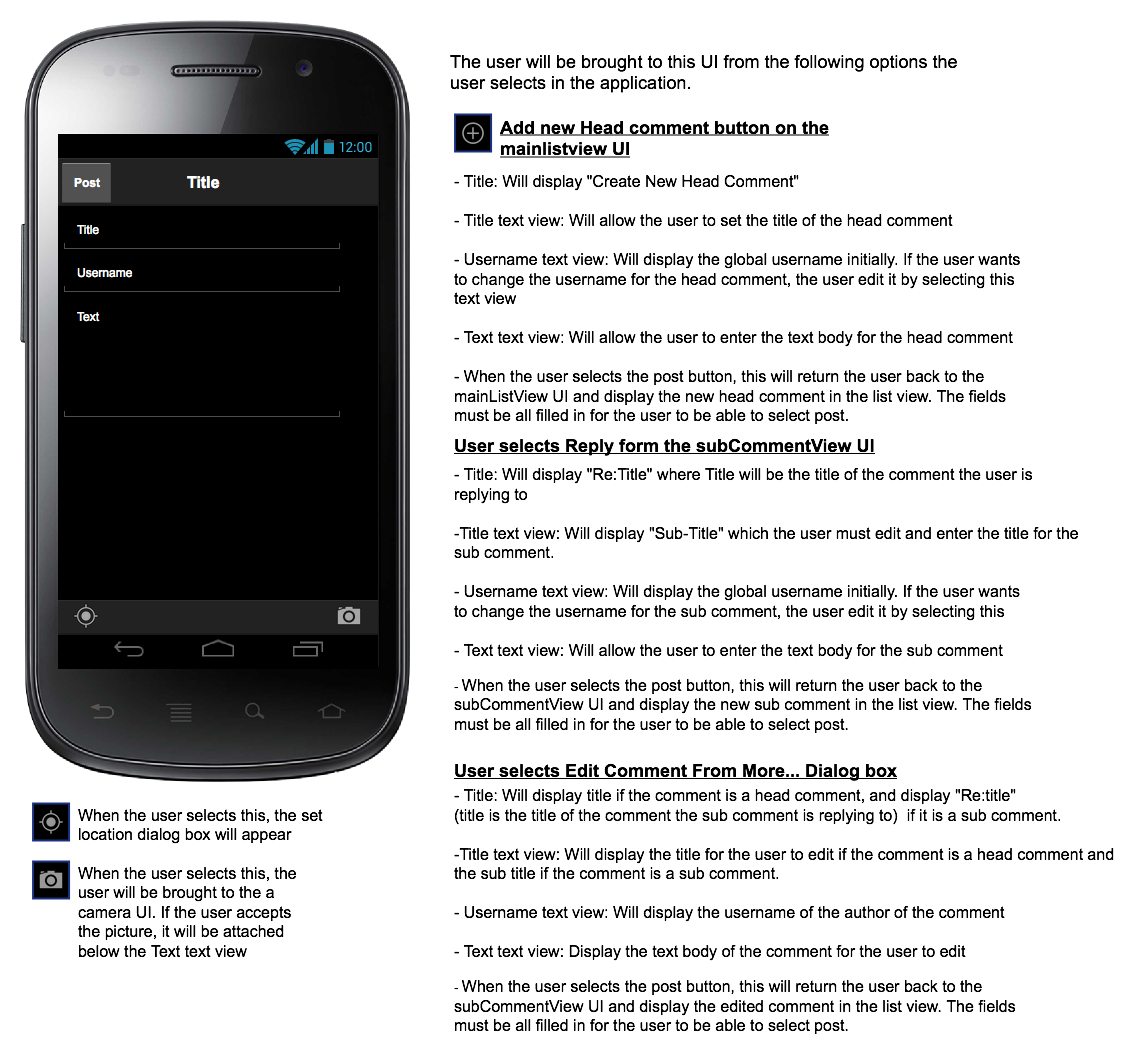 12:00
Post
Title
Title
Username
Text
When the user selects this, the set
location dialog box will appear
When the user selects this, the
user will be brought to the a
camera UI. If the user accepts
the picture, it will be attached
below the Text text view
The user will be brought to this UI from the following options the
user selects in the application.
Add new Head comment button on the
mainlistview UI
- Title: Will display "Create New Head Comment"
- Title text view: Will allow the user to set the title of the head comment
- Username text view: Will display the global username initially. If the user wants
to change the username for the head comment, the user edit it by selecting this
text view
- Text text view: Will allow the user to enter the text body for the head comment
- When the user selects the post button, this will return the user back to the
mainListView UI and display the new head comment in the list view. The fields
must be all filled in for the user to be able to select post.
User selects Reply form the subCommentView UI
- Title: Will display "Re:Title" where Title will be the title of the comment the user is
replying to
-Title text view: Will display "Sub-Title" which the user must edit and enter the title for the
sub comment.
- Username text view: Will display the global username initially. If the user wants
to change the username for the sub comment, the user edit it by selecting this
- Text text view: Will allow the user to enter the text body for the sub comment
- When the user selects the post button, this will return the user back to the
subCommentView UI and display the new sub comment in the list view. The fields
must be all filled in for the user to be able to select post.
User selects Edit Comment From More... Dialog box
- Title: Will display title if the comment is a head comment, and display "Re:title"
(title is the title of the comment the sub comment is replying to)  if it is a sub comment.
-Title text view: Will display the title for the user to edit if the comment is a head comment and
the sub title if the comment is a sub comment.
- Username text view: Will display the username of the author of the comment
- Text text view: Display the text body of the comment for the user to edit
- When the user selects the post button, this will return the user back to the
subCommentView UI and display the edited comment in the list view. The fields
must be all filled in for the user to be able to select post.